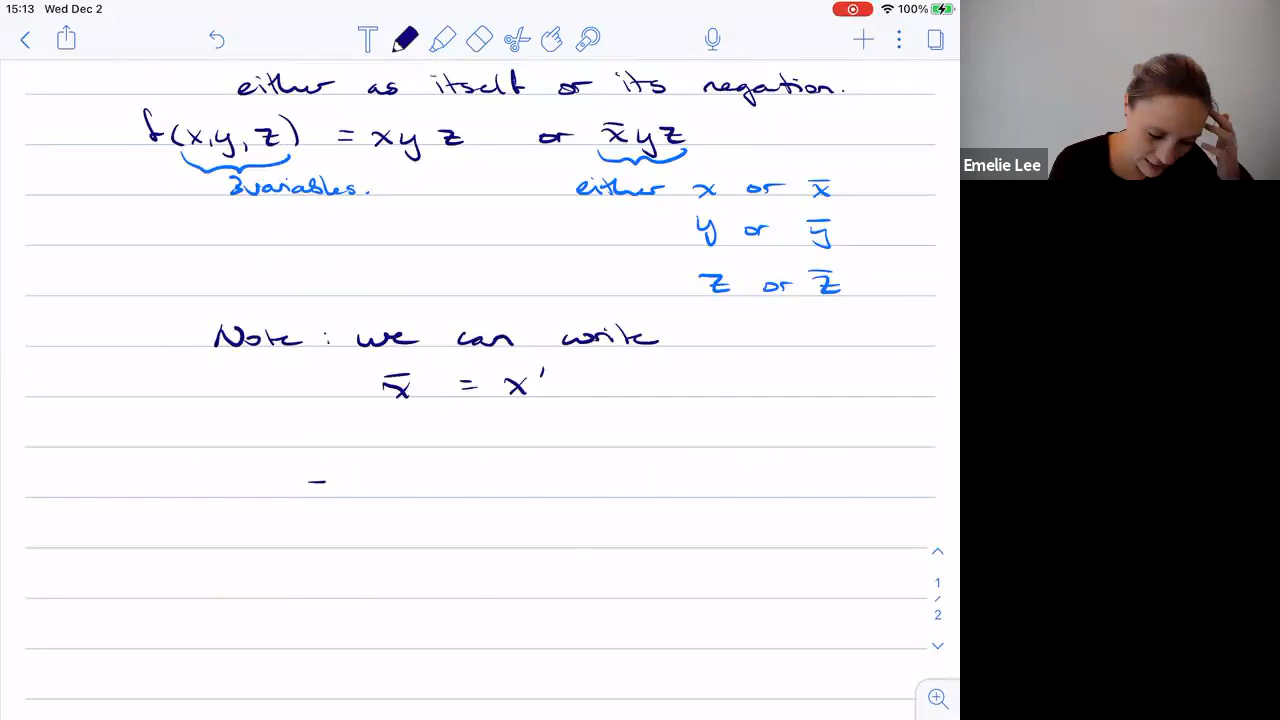 15:13 Wed Dec 2
100%
either as itself or its negation.
f(x,y,z) = xyz or x̄yz
3variables. either x or x̄
y or ȳ
z or z̄
Note: we can write
x̄ = x'
–
1
/
2
T
Emelie Lee